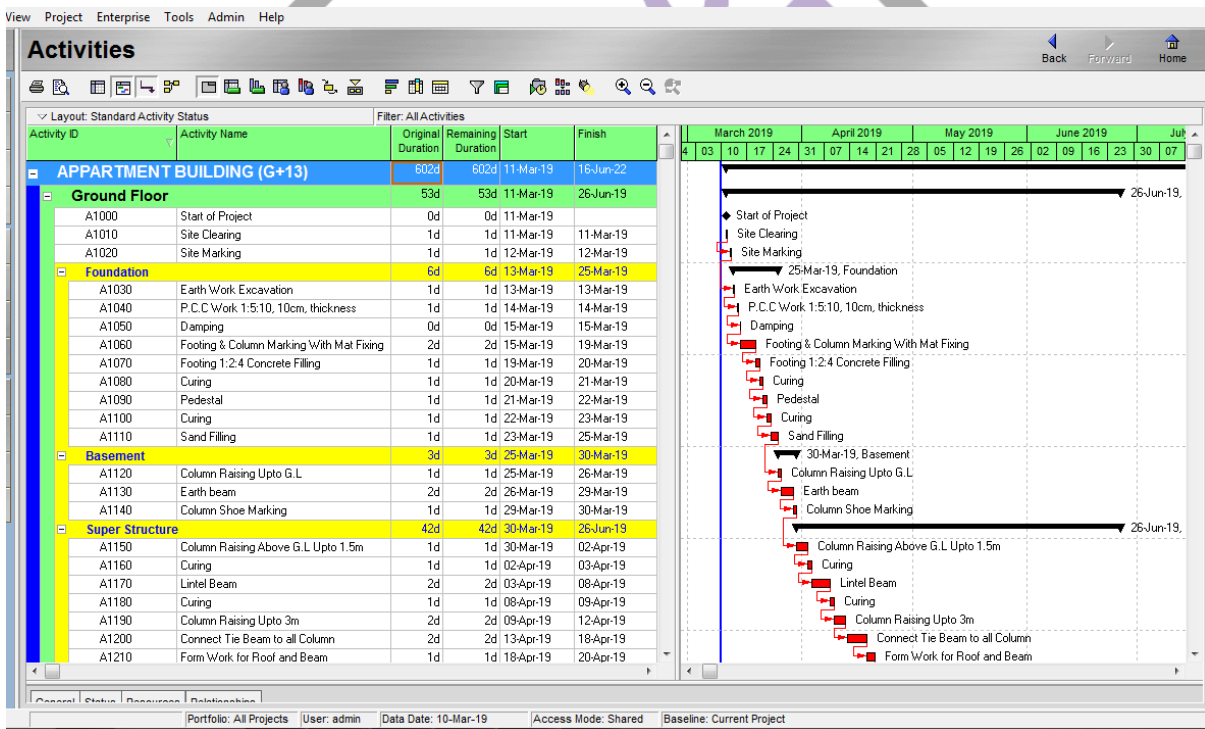 View Project Enterprise Tools Admin Help
Activities
Back Forward Home
Layout: Standard Activity Status Filter: All Activities
Activity ID Activity Name Original Duration Remaining Duration Start Finish
March 2019 April 2019 May 2019 June 2019 July
4 03 10 17 24 31 07 14 21 28 05 12 19 26 02 09 16 23 30 07
APPARTMENT BUILDING (G+13) 602d 602d 11-Mar-19 16-Jun-22
Ground Floor 53d 53d 11-Mar-19 26-Jun-19 26-Jun-19,
A1000 Start of Project 0d 0d 11-Mar-19 Start of Project
A1010 Site Clearing 1d 1d 11-Mar-19 11-Mar-19 Site Clearing
A1020 Site Marking 1d 1d 12-Mar-19 12-Mar-19 Site Marking
Foundation 6d 6d 13-Mar-19 25-Mar-19 25-Mar-19, Foundation
A1030 Earth Work Excavation 1d 1d 13-Mar-19 13-Mar-19 Earth Work Excavation
A1040 P.C.C Work 1:5:10, 10cm, thickness 1d 1d 14-Mar-19 14-Mar-19 P.C.C Work 1:5:10, 10cm, thickness
A1050 Damping 0d 0d 15-Mar-19 15-Mar-19 Damping
A1060 Footing & Column Marking With Mat Fixing 2d 2d 15-Mar-19 19-Mar-19 Footing & Column Marking With Mat Fixing
A1070 Footing 1:2:4 Concrete Filling 1d 1d 19-Mar-19 20-Mar-19 Footing 1:2:4 Concrete Filling
A1080 Curing 1d 1d 20-Mar-19 21-Mar-19 Curing
A1090 Pedestal 1d 1d 21-Mar-19 22-Mar-19 Pedestal
A1100 Curing 1d 1d 22-Mar-19 23-Mar-19 Curing
A1110 Sand Filling 1d 1d 23-Mar-19 25-Mar-19 Sand Filling
Basement 3d 3d 25-Mar-19 30-Mar-19 30-Mar-19, Basement
A1120 Column Raising Upto G.L 1d 1d 25-Mar-19 26-Mar-19 Column Raising Upto G.L
A1130 Earth beam 2d 2d 26-Mar-19 29-Mar-19 Earth beam
A1140 Column Shoe Marking 1d 1d 29-Mar-19 30-Mar-19 Column Shoe Marking
Super Structure 42d 42d 30-Mar-19 26-Jun-19 26-Jun-19,
A1150 Column Raising Above G.L Upto 1.5m 1d 1d 30-Mar-19 02-Apr-19 Column Raising Above G.L Upto 1.5m
A1160 Curing 1d 1d 02-Apr-19 03-Apr-19 Curing
A1170 Lintel Beam 2d 2d 03-Apr-19 08-Apr-19 Lintel Beam
A1180 Curing 1d 1d 08-Apr-19 09-Apr-19 Curing
A1190 Column Raising Upto 3m 2d 2d 09-Apr-19 12-Apr-19 Column Raising Upto 3m
A1200 Connect Tie Beam to all Column 2d 2d 13-Apr-19 18-Apr-19 Connect Tie Beam to all Column
A1210 Form Work for Roof and Beam 1d 1d 18-Apr-19 20-Apr-19 Form Work for Roof and Beam
General Status Resources Relationships
Portfolio: All Projects User: admin Data Date: 10-Mar-19 Access Mode: Shared Baseline: Current Project